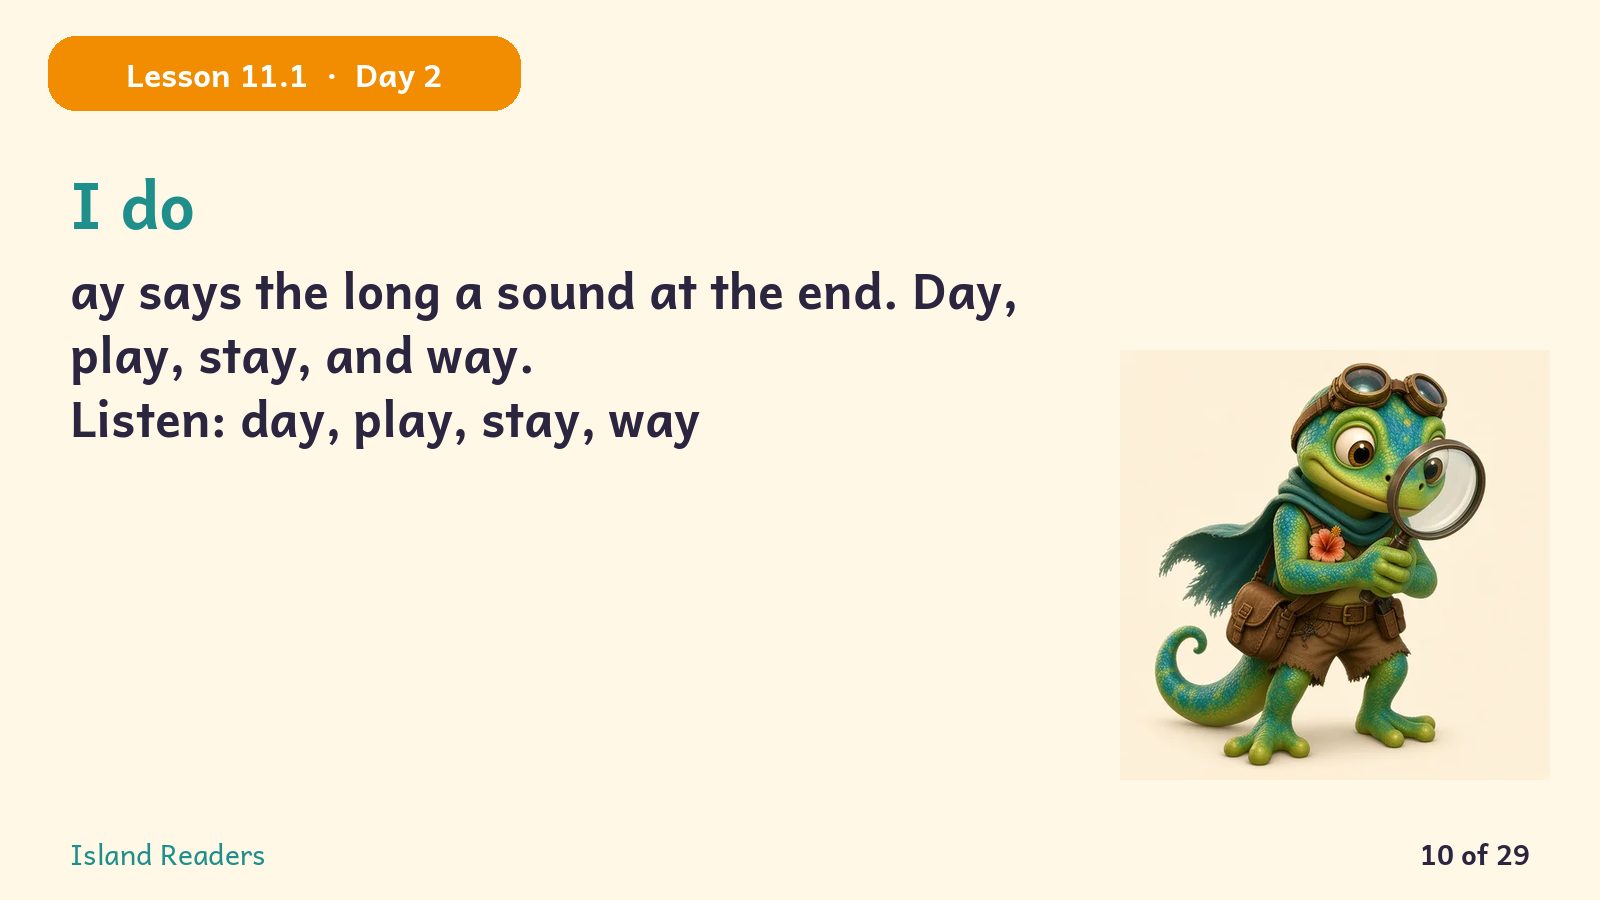 Lesson 11.1 · Day 2
I do
ay says the long a sound at the end. Day,
play, stay, and way.
Listen: day, play, stay, way
Island Readers
10 of 29